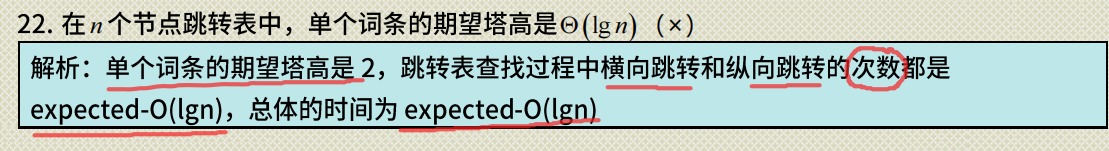 22. 在n个节点跳转表中，单个词条的期望塔高是Θ(lg n)（×）
解析：单个词条的期望塔高是 2，跳转表查找过程中横向跳转和纵向跳转的次数都是
expected-O(lgn)，总体的时间为 expected-O(lgn)